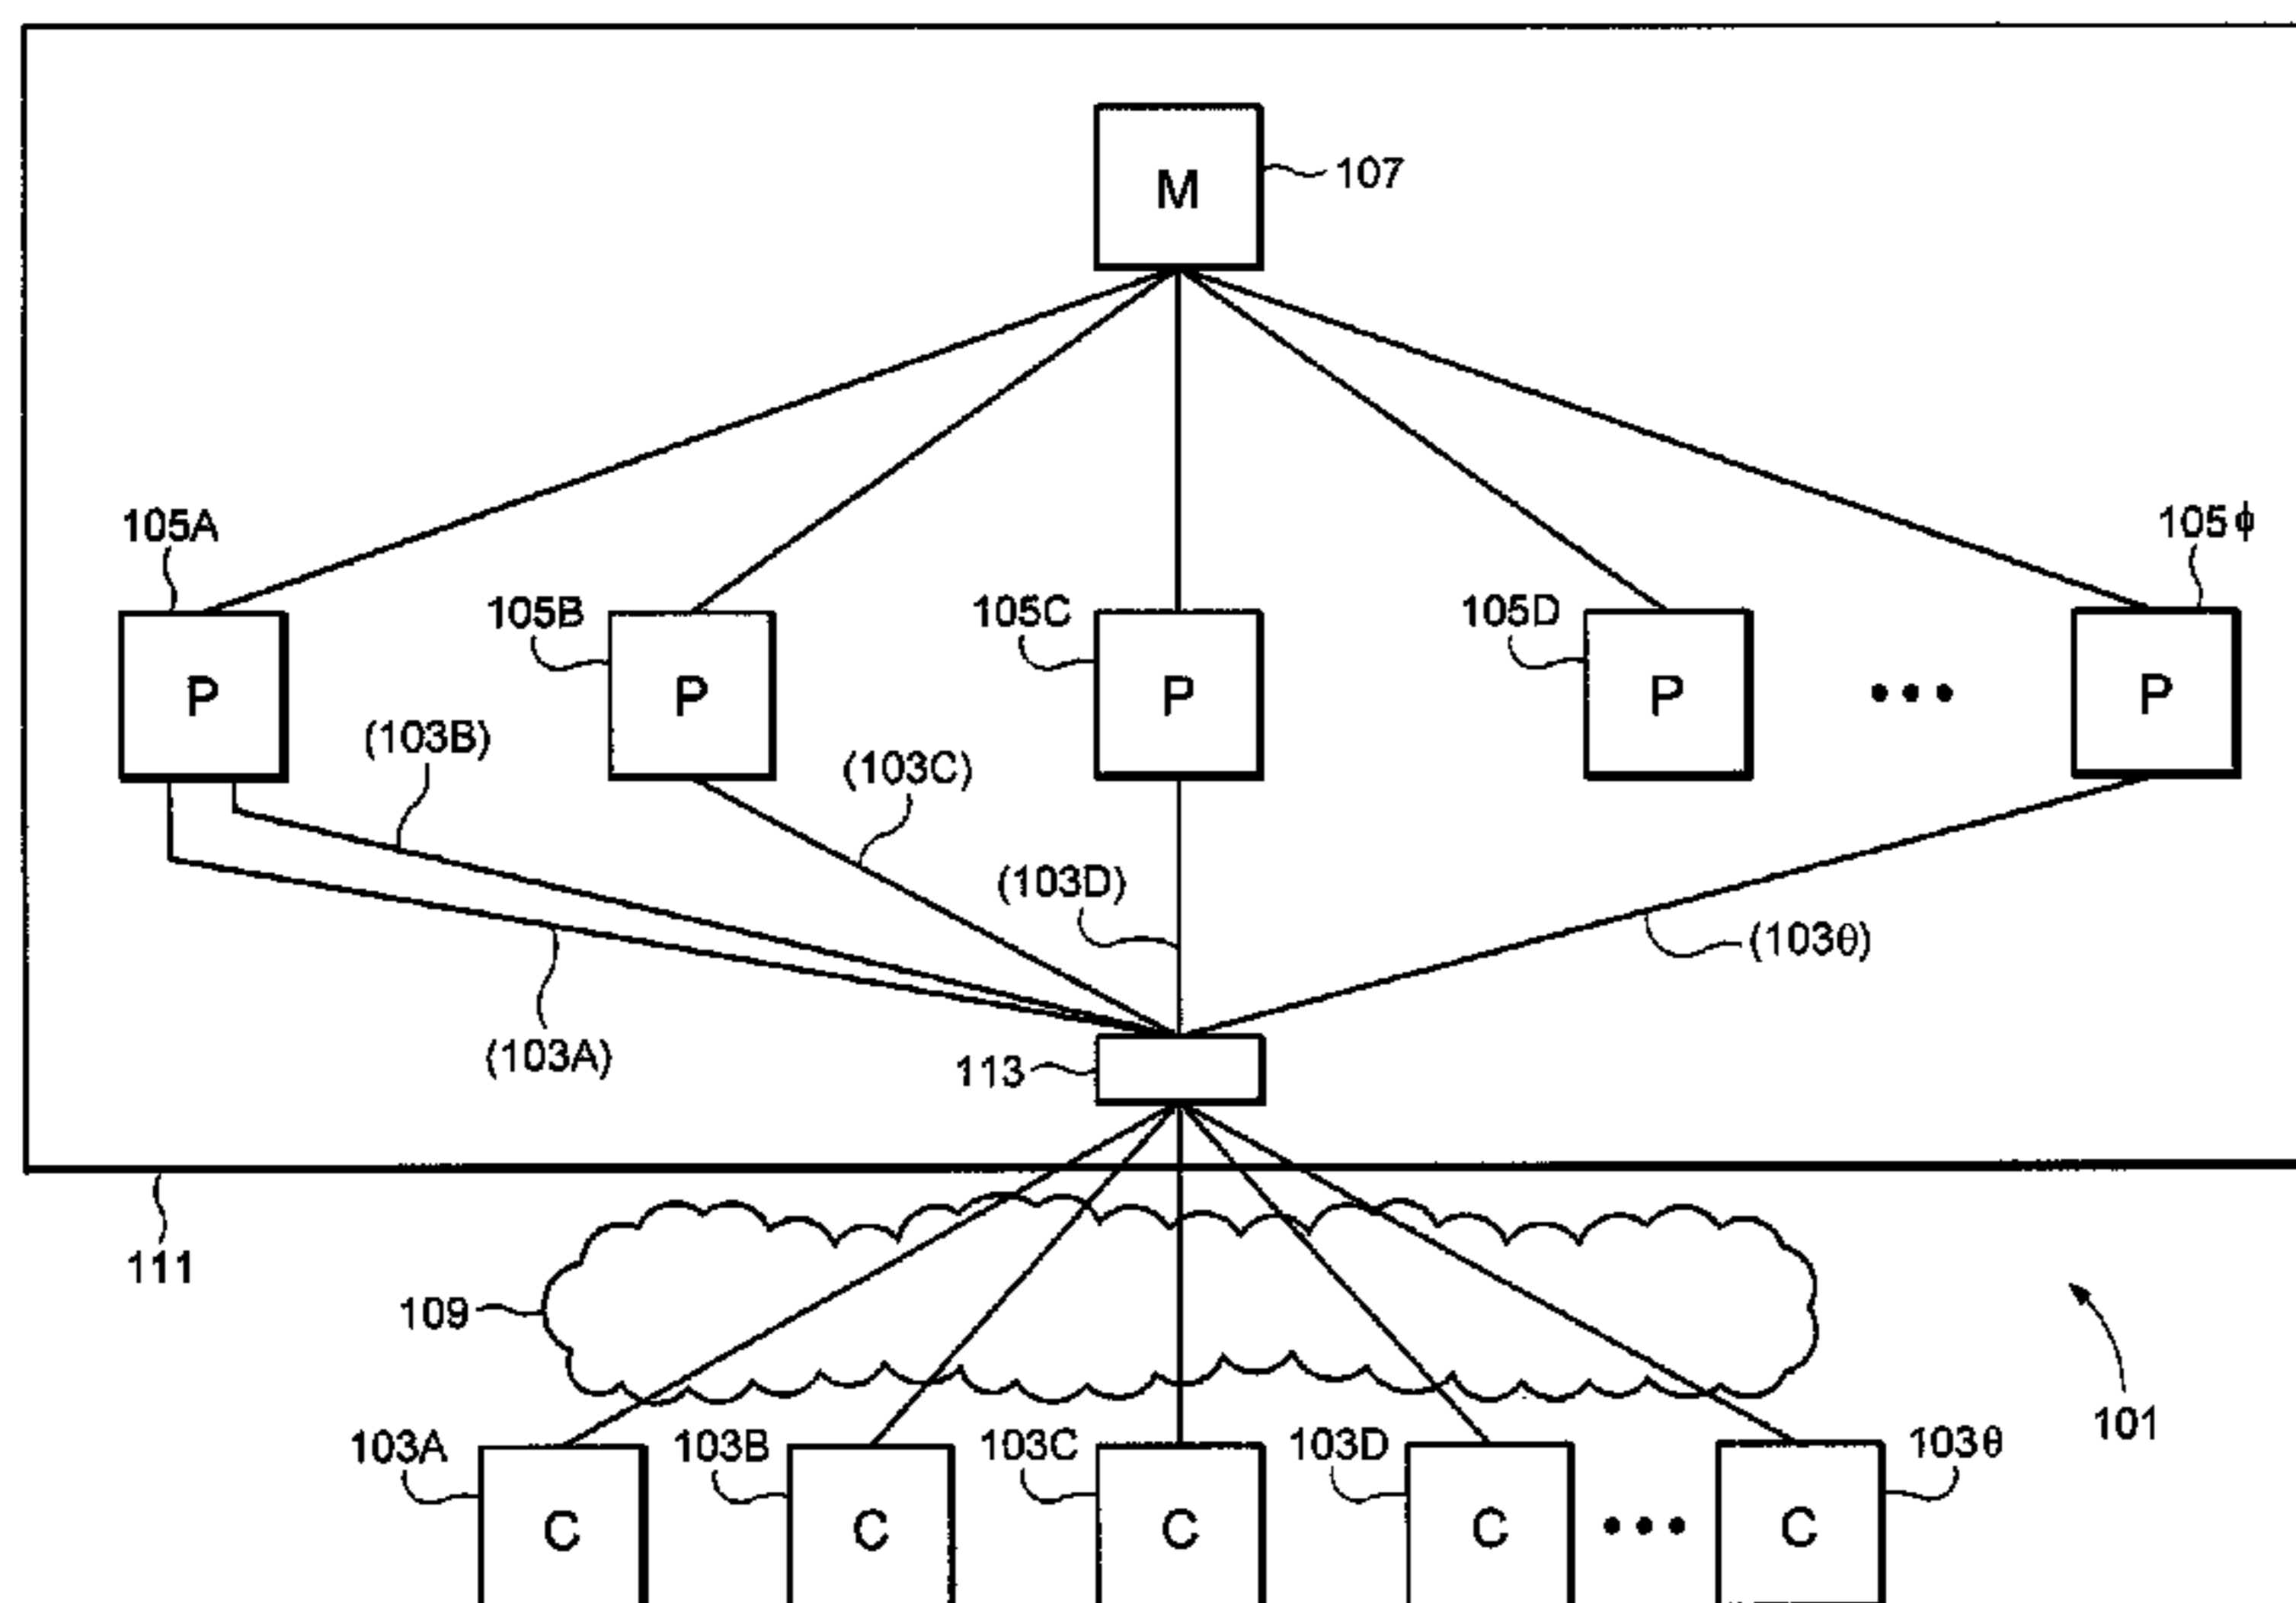 M
107
105A
105B
105C
105D
105ϕ
P
P
P
P
•••
P
(103B)
(103C)
(103D)
(103θ)
(103A)
113
111
109
101
103A
103B
103C
103D
103θ
C
C
C
C
•••
C